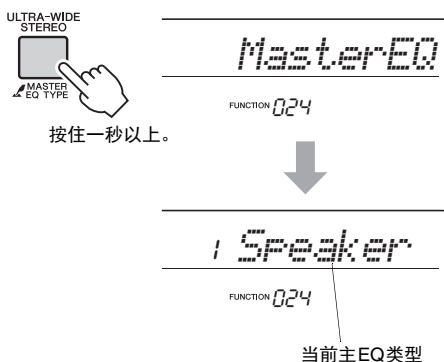 ULTRA-WIDE
STEREO
MASTER
EQ TYPE
按住一秒以上。
MasterEQ
FUNCTION 024
1 Speaker
FUNCTION 024
当前主EQ类型